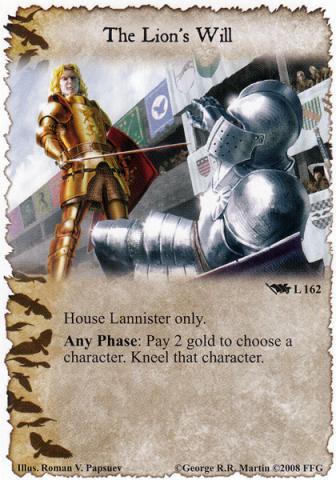 The Lion's Will
L 162
House Lannister only.
Any Phase: Pay 2 gold to choose a
character. Kneel that character.
Illus. Roman V. Papsuev ©George R.R. Martin ©2008 FFG